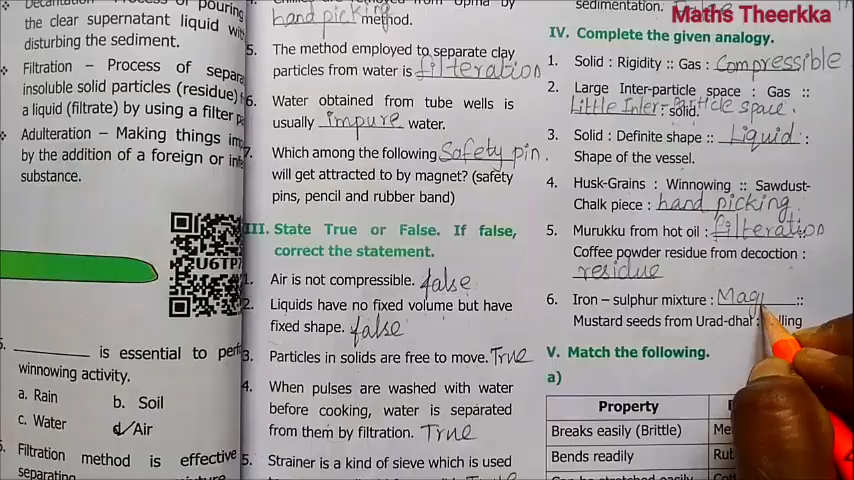 Decantation - Process of pouring
the clear supernatant liquid
disturbing the sediment.
Filtration – Process of
insoluble solid particles (residue)
a liquid (filtrate) by using a filter
Adulteration – Making things
by the addition of a foreign or
substance.
U6TP7
5. ________ is essential to
winnowing activity.
a. Rain b. Soil
c. Water d. Air
Filtration method is effective
separating
hand picking method.
5. The method employed to separate clay
particles from water is filteration
6. Water obtained from tube wells is
usually impure water.
7. Which among the following Safety pin.
will get attracted to by magnet? (safety
pins, pencil and rubber band)
III. State True or False. If false,
correct the statement.
1. Air is not compressible. false
2. Liquids have no fixed volume but have
fixed shape. false
3. Particles in solids are free to move. True
4. When pulses are washed with water
before cooking, water is separated
from them by filtration. True
5. Strainer is a kind of sieve which is used
sedimentation.
Maths Theerkka
IV. Complete the given analogy.
1. Solid : Rigidity :: Gas : Compressible
2. Large Inter-particle space : Gas ::
Little Inter-Particle space : solid.
3. Solid : Definite shape :: Liquid :
Shape of the vessel.
4. Husk-Grains : Winnowing :: Sawdust-
Chalk piece : hand picking
5. Murukku from hot oil : filteration ::
Coffee powder residue from decoction :
residue
6. Iron – sulphur mixture : Mag ::
Mustard seeds from Urad-dhal :
V. Match the following.
a)
Property
Breaks easily (Brittle)
Bends readily